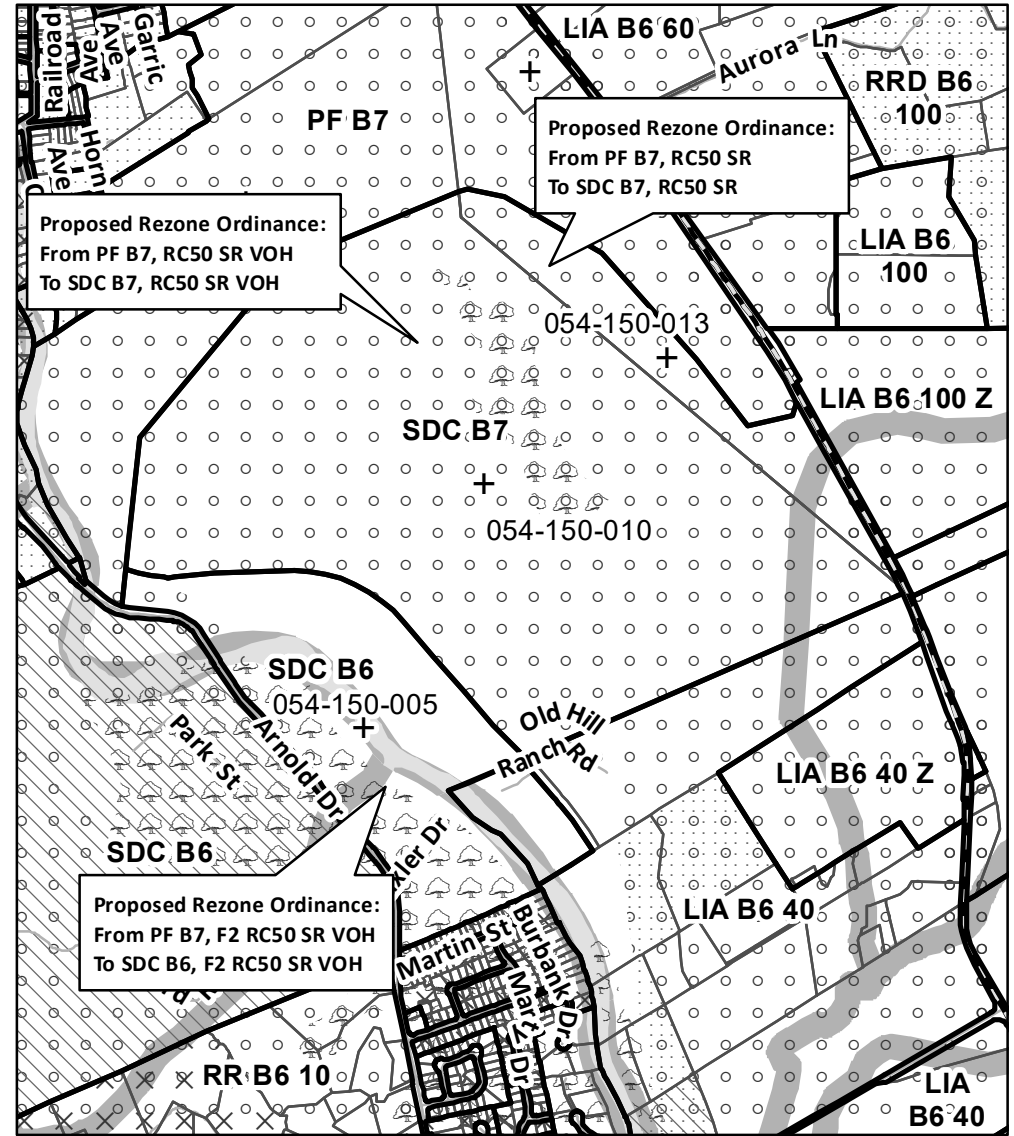 Railroad
Ave
Ave
Garric
Horn
Ave
LIA B6 60
Aurora Ln
RRD B6
100
PF B7
Proposed Rezone Ordinance:
From PF B7, RC50 SR
To SDC B7, RC50 SR
Proposed Rezone Ordinance:
From PF B7, RC50 SR VOH
To SDC B7, RC50 SR VOH
LIA B6
100
054-150-013
LIA B6 100 Z
SDC B7
054-150-010
SDC B6
054-150-005
Old Hill
Ranch Rd
Park St
Arnold Dr
LIA B6 40 Z
SDC B6
Proposed Rezone Ordinance:
From PF B7, F2 RC50 SR VOH
To SDC B6, F2 RC50 SR VOH
LIA B6 40
Martin St
Burbank Dr
Marty Dr
RR B6 10
LIA
B6 40